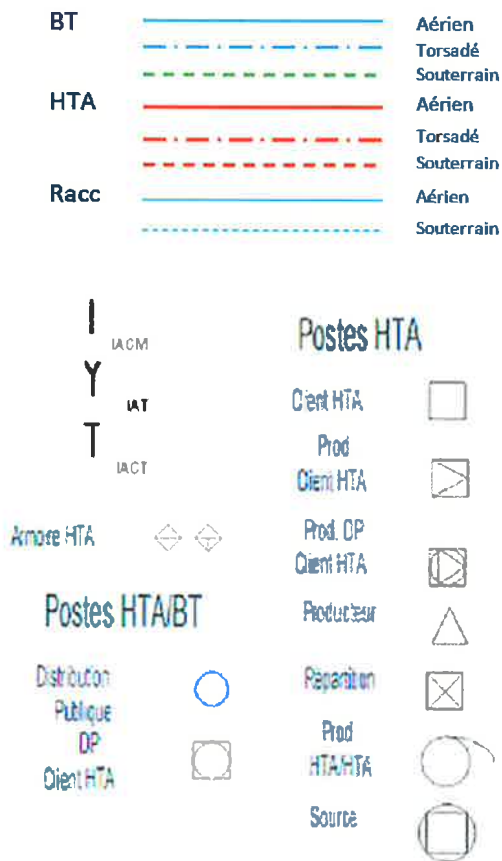 BT
Aérien
Torsadé
Souterrain
HTA
Aérien
Torsadé
Souterrain
Racc
Aérien
Souterrain
IACM
IAT
IACT
Armoire HTA
Postes HTA/BT
Distribution
Publique
DP
Client HTA
Postes HTA
Client HTA
Prod
Client HTA
Prod. DP
Client HTA
Producteur
Répartition
Prod
HTA/HTA
Source